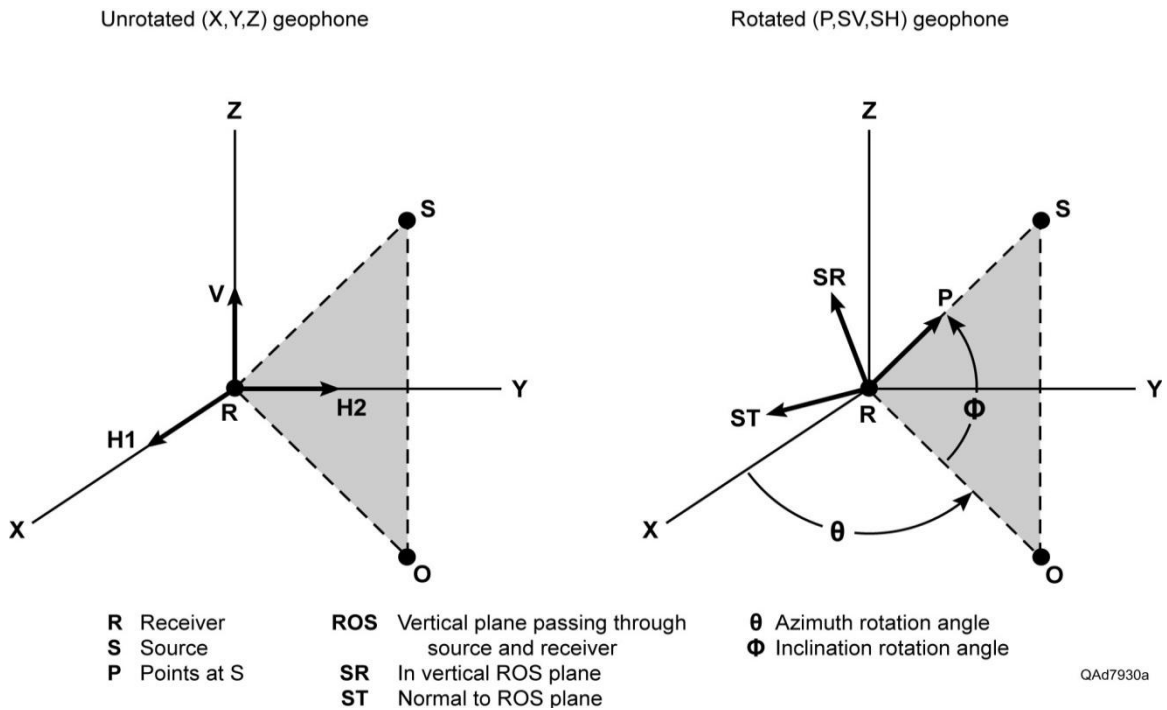 Unrotated (X,Y,Z) geophone
Z
S
V
Y
R
H2
H1
X
O
Rotated (P,SV,SH) geophone
Z
S
SR
P
Y
R
Φ
ST
X
θ
O
R Receiver
S Source
P Points at S
ROS Vertical plane passing through
source and receiver
SR In vertical ROS plane
ST Normal to ROS plane
θ Azimuth rotation angle
Φ Inclination rotation angle
QAd7930a